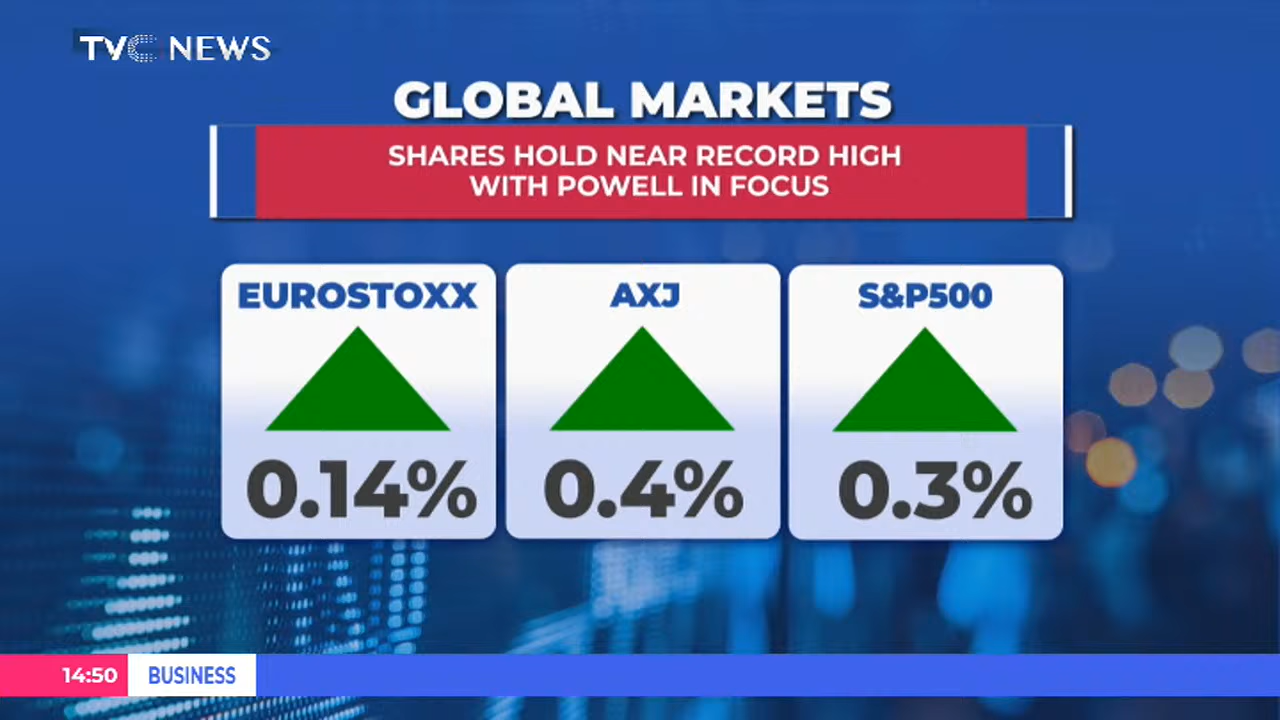 TVC NEWS
GLOBAL MARKETS
SHARES HOLD NEAR RECORD HIGH
WITH POWELL IN FOCUS
EUROSTOXX
0.14%
AXJ
0.4%
S&P500
0.3%
14:50 BUSINESS